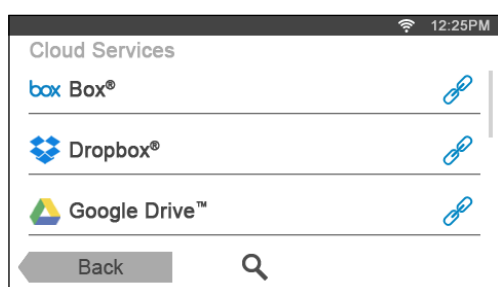 12:25PM
Cloud Services
box Box®
Dropbox®
Google Drive™
Back